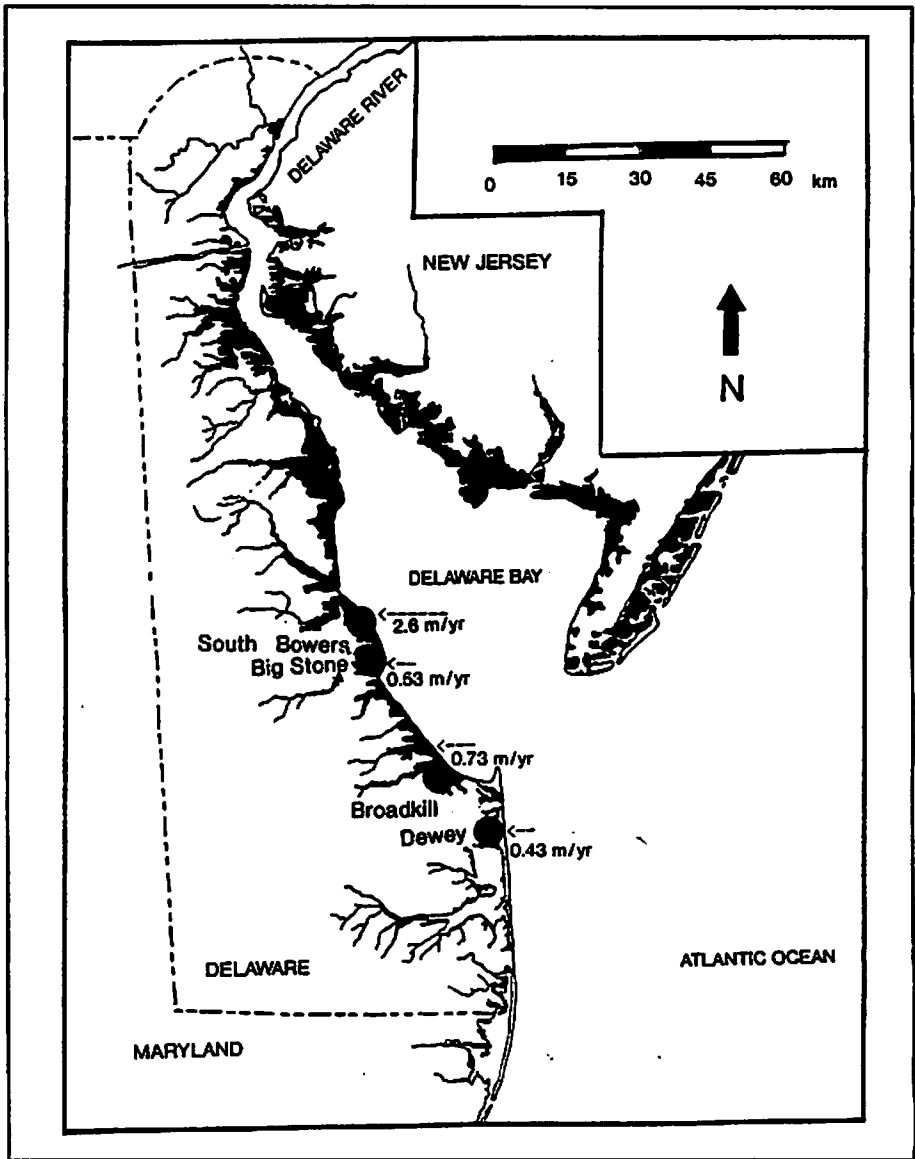 DELAWARE RIVER
0 15 30 45 60 km
NEW JERSEY
N
DELAWARE BAY
2.6 m/yr
South Bowers
Big Stone
0.53 m/yr
0.73 m/yr
Broadkill
Dewey
0.43 m/yr
DELAWARE
ATLANTIC OCEAN
MARYLAND